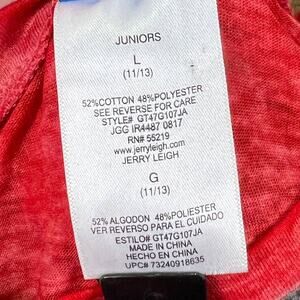 JUNIORS
L
(11/13)
52%COTTON 48%POLYESTER
SEE REVERSE FOR CARE
STYLE# GT47G107JA
JGG IR4487 0817
RN# 55219
www.jerryleigh.com
JERRY LEIGH
G
(11/13)
52% ALGODON 48%POLIESTER
VER REVERSO PARA EL CUIDADO
ESTILO# GT47G107JA
MADE IN CHINA
HECHO EN CHINA
UPC# 73240918635